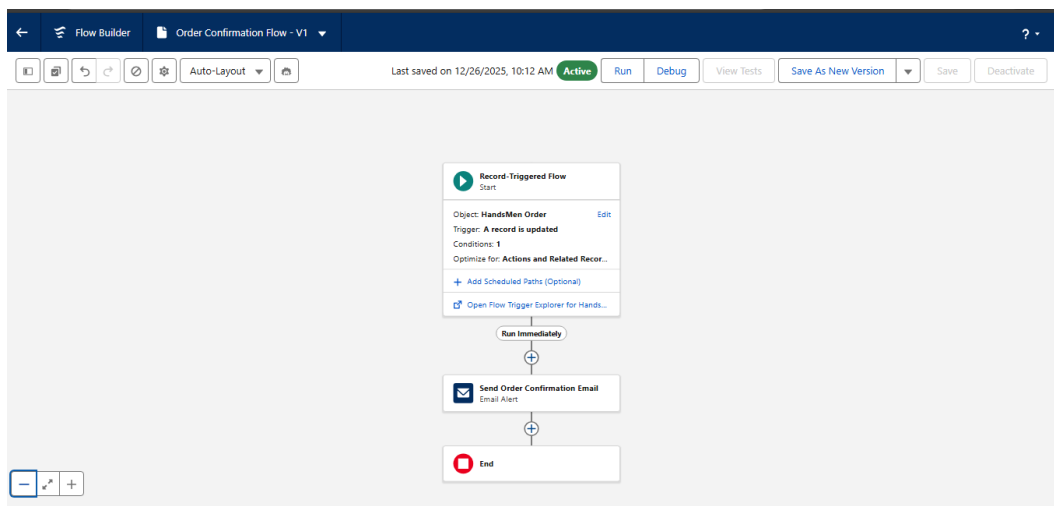 Flow Builder
Order Confirmation Flow - V1
?
Auto-Layout
Last saved on 12/26/2025, 10:12 AM
Active
Run
Debug
View Tests
Save As New Version
Save
Deactivate
Record-Triggered Flow
Start
Object: HandsMen Order
Edit
Trigger: A record is updated
Conditions: 1
Optimize for: Actions and Related Recor...
+ Add Scheduled Paths (Optional)
Open Flow Trigger Explorer for Hands...
Run Immediately
Send Order Confirmation Email
Email Alert
End